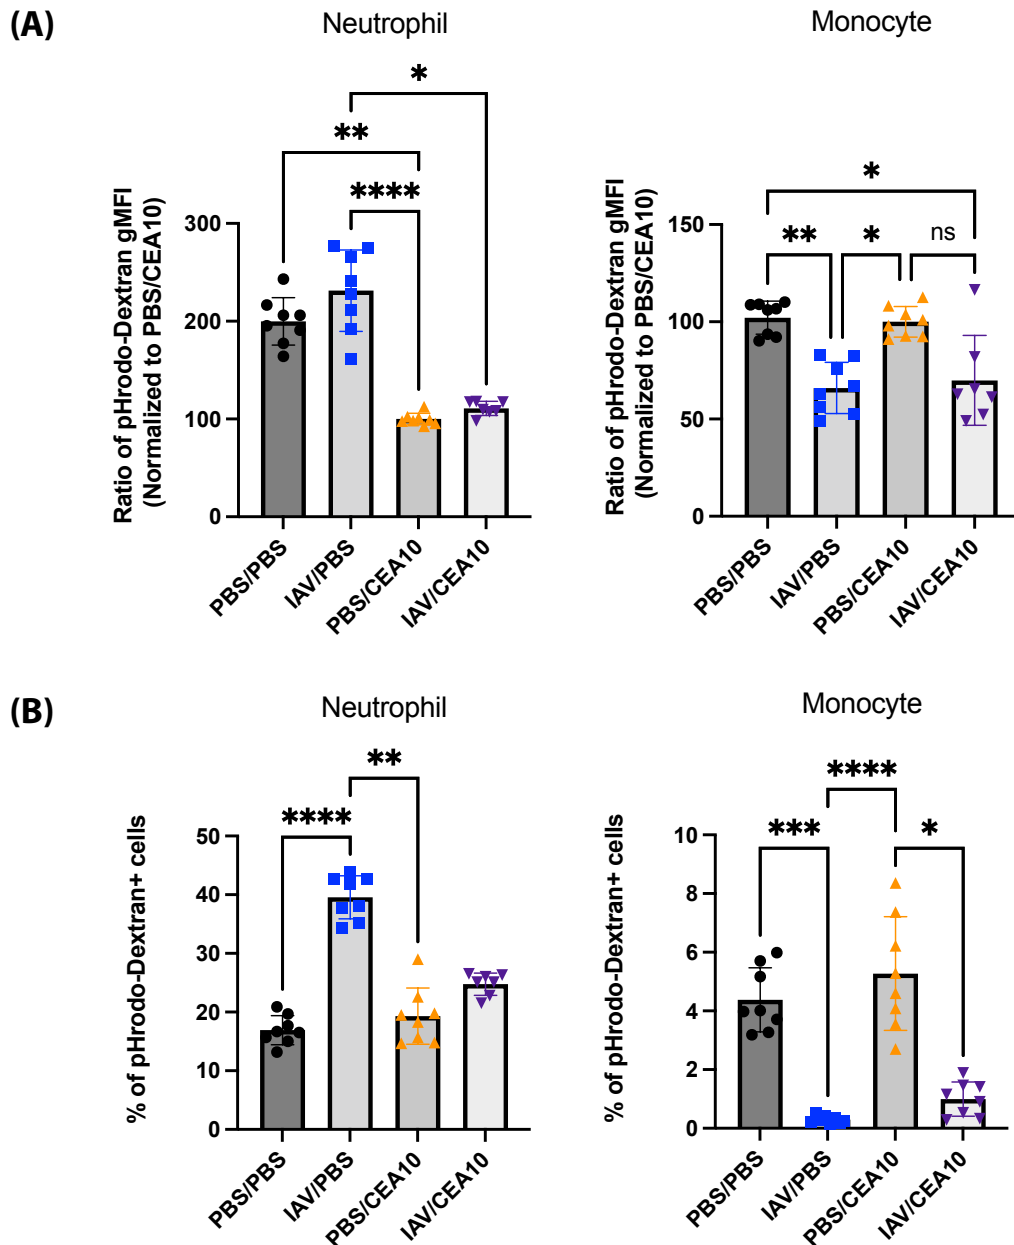 (A)
Neutrophil
Monocyte
*
**
****
Ratio of pHrodo-Dextran gMFI
(Normalized to PBS/CEA10)
300
200
100
0
PBS/PBS
IAV/PBS
PBS/CEA10
IAV/CEA10
*
**
*
ns
Ratio of pHrodo-Dextran gMFI
(Normalized to PBS/CEA10)
150
100
50
0
PBS/PBS
IAV/PBS
PBS/CEA10
IAV/CEA10
(B)
Neutrophil
Monocyte
**
****
% of pHrodo-Dextran+ cells
50
40
30
20
10
0
PBS/PBS
IAV/PBS
PBS/CEA10
IAV/CEA10
****
***
*
% of pHrodo-Dextran+ cells
10
8
6
4
2
0
PBS/PBS
IAV/PBS
PBS/CEA10
IAV/CEA10